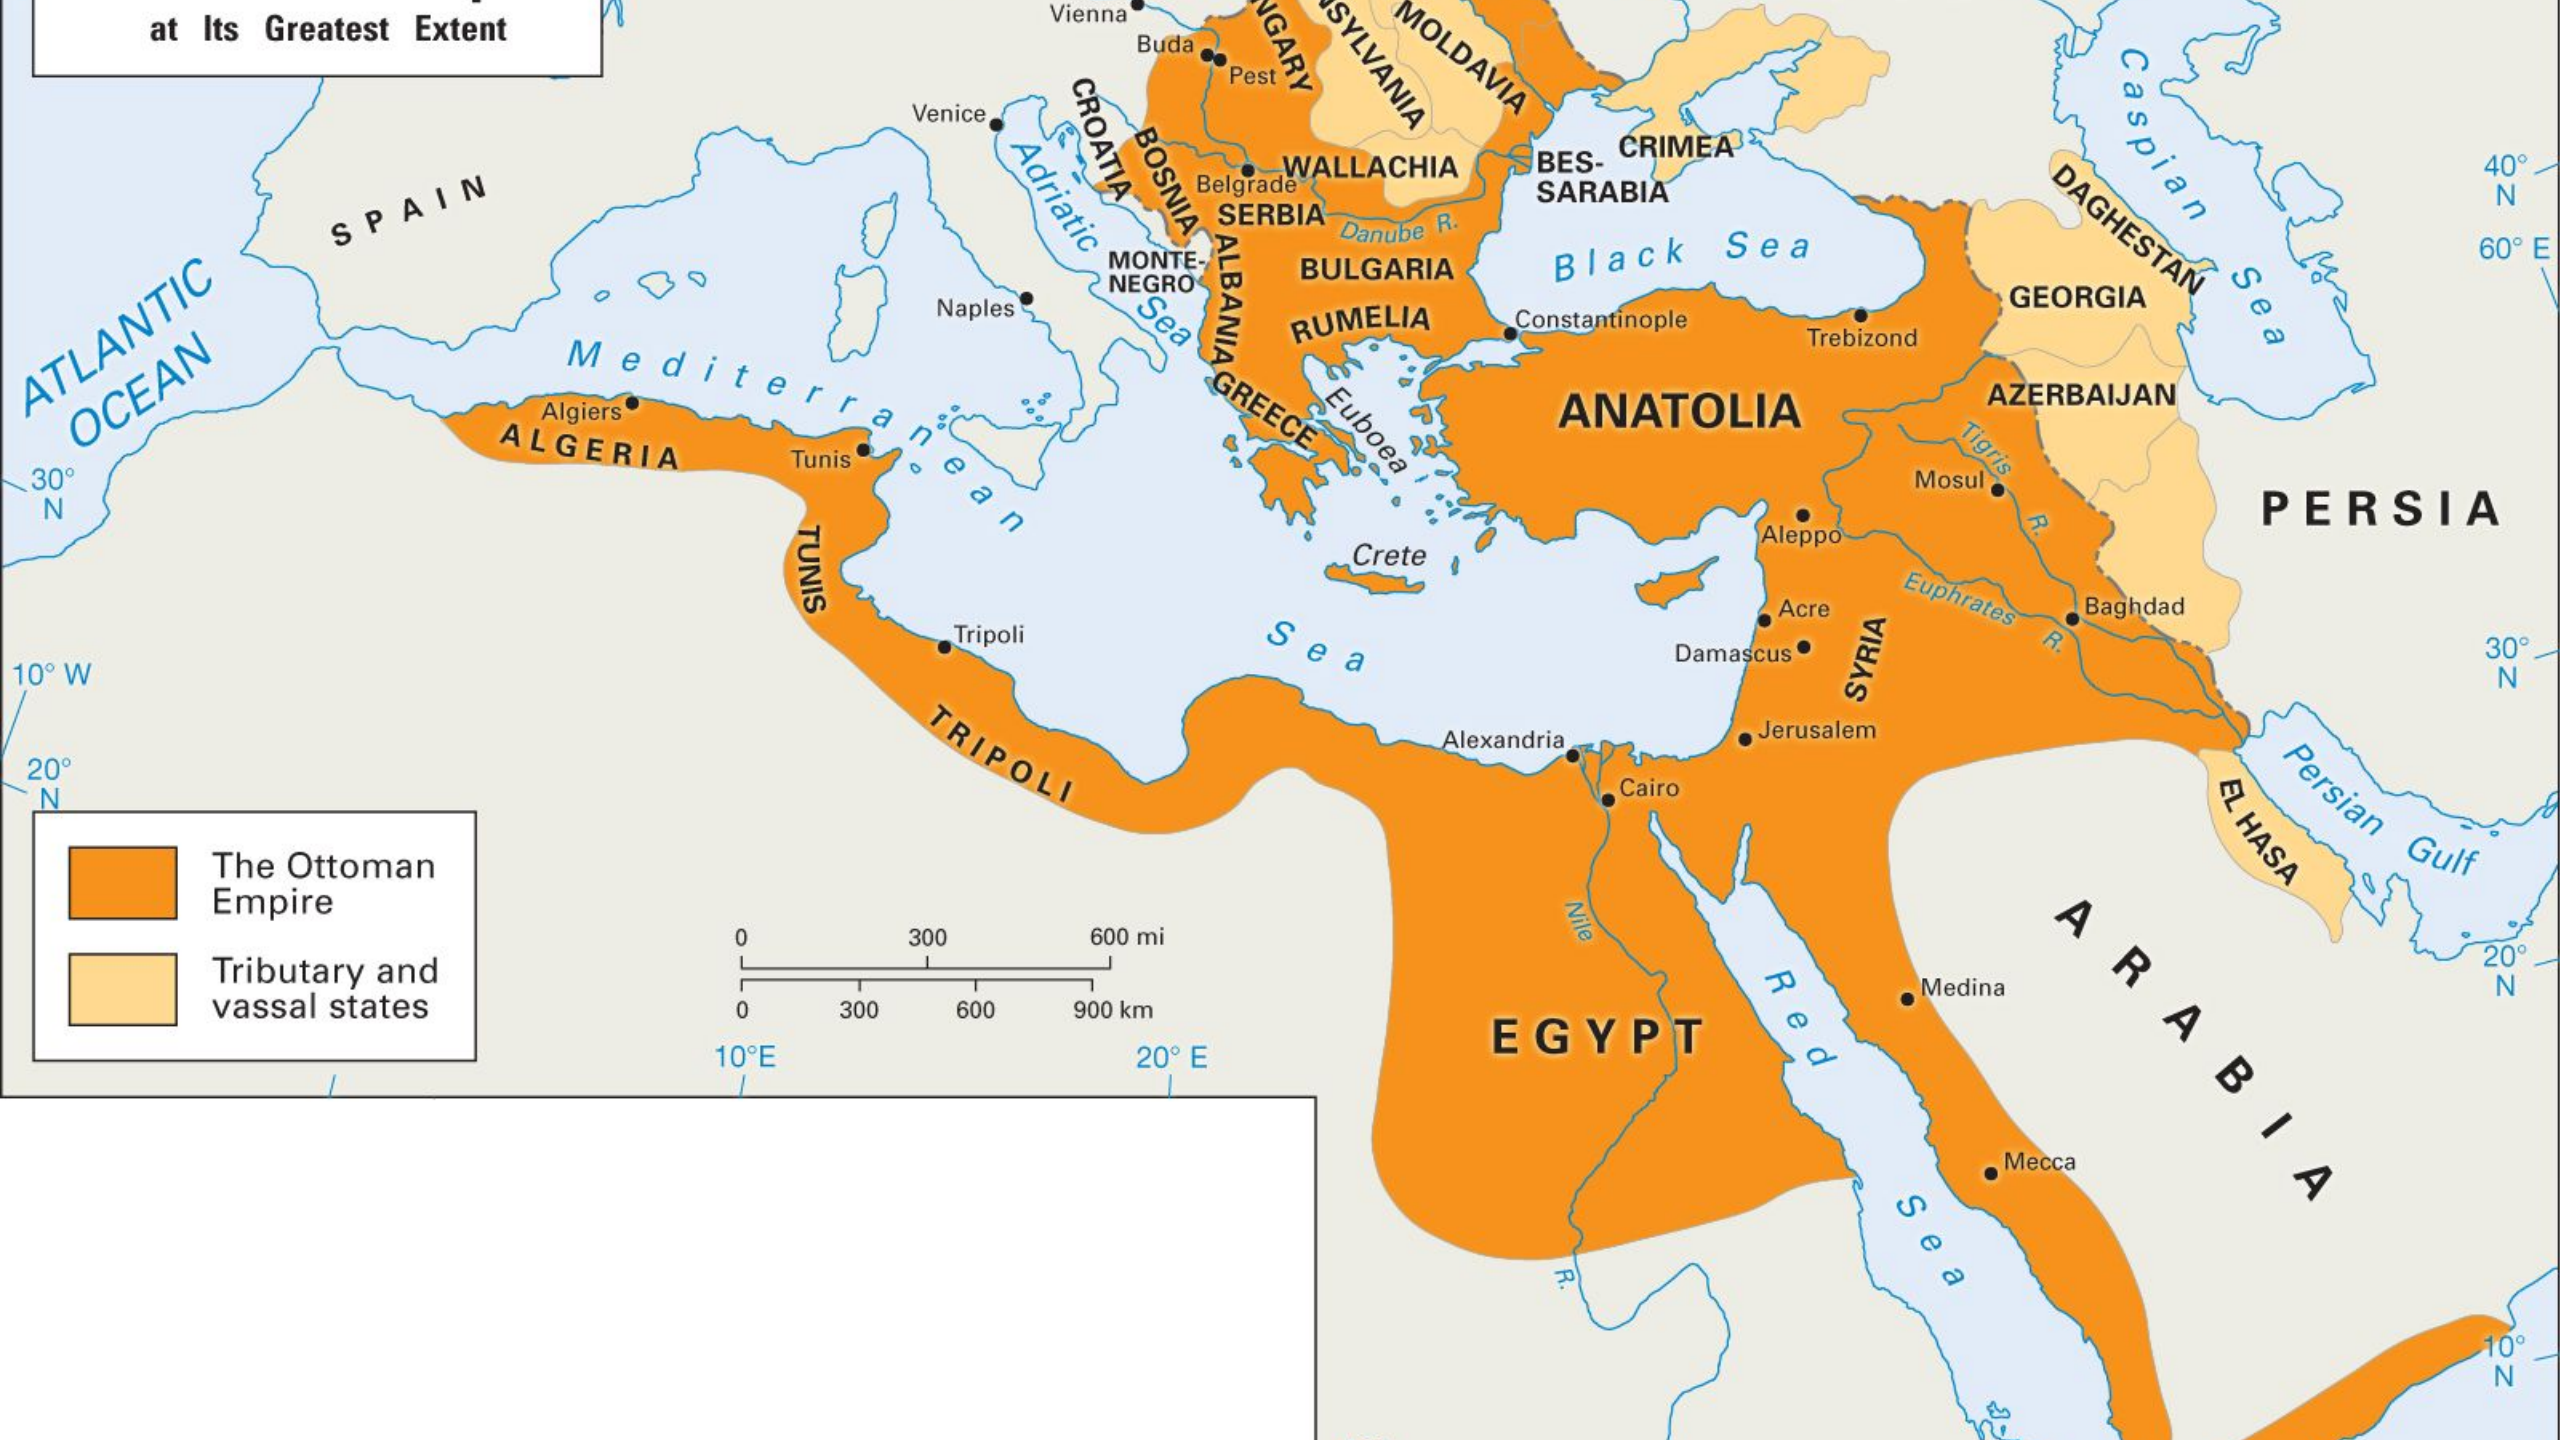 at Its Greatest Extent
Vienna
Buda
Pest
NGARY
NSYLVANIA
MOLDAVIA
Venice
CROATIA
BOSNIA
Adriatic
Sea
Belgrade
WALLACHIA
SERBIA
Danube R.
BES-
SARABIA
CRIMEA
Caspian
Sea
40°
N
60° E
DAGHESTAN
SPAIN
MONTE-
NEGRO
ALBANIA
BULGARIA
Black Sea
GEORGIA
Naples
RUMELIA
Constantinople
Trebizond
ATLANTIC
OCEAN
Mediterranean
Sea
GREECE
Euboea
ANATOLIA
AZERBAIJAN
Algiers
ALGERIA
Tunis
Tigris
R.
Mosul
PERSIA
30°
N
TUNIS
Crete
Aleppo
Euphrates
R.
Baghdad
Acre
Damascus
SYRIA
Tripoli
30°
N
10° W
TRIPOLI
Alexandria
Jerusalem
Cairo
Persian Gulf
EL HASA
20°
N
The Ottoman
Empire
Tributary and
vassal states
0 300 600 mi
0 300 600 900 km
10°E
20° E
Nile
R.
EGYPT
Red
Sea
Medina
Mecca
ARABIA
20°
N
10°
N